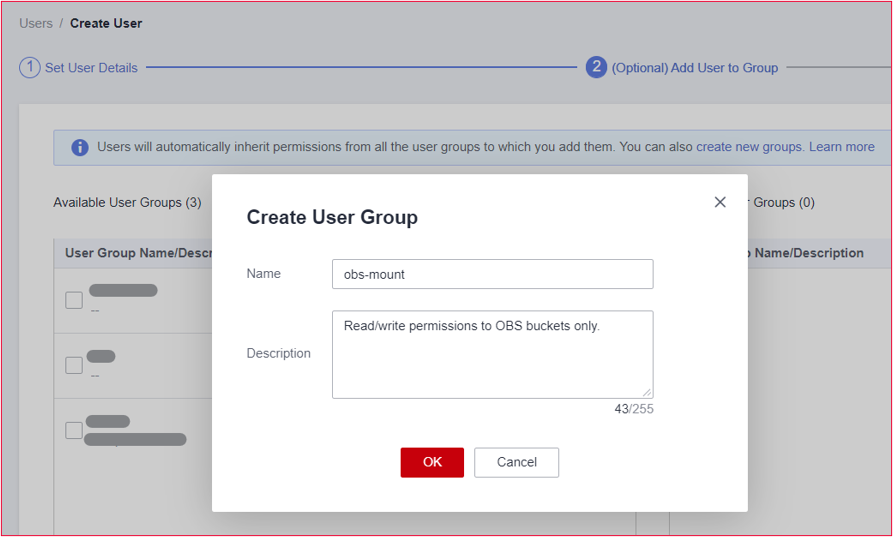 Users / Create User
1 Set User Details
2 (Optional) Add User to Group
Users will automatically inherit permissions from all the user groups to which you add them. You can also create new groups. Learn more
Available User Groups (3)
Groups (0)
User Group Name/Descr
Name/Description
Create User Group
Name
obs-mount
Description
Read/write permissions to OBS buckets only.
43/255
OK
Cancel
--
--